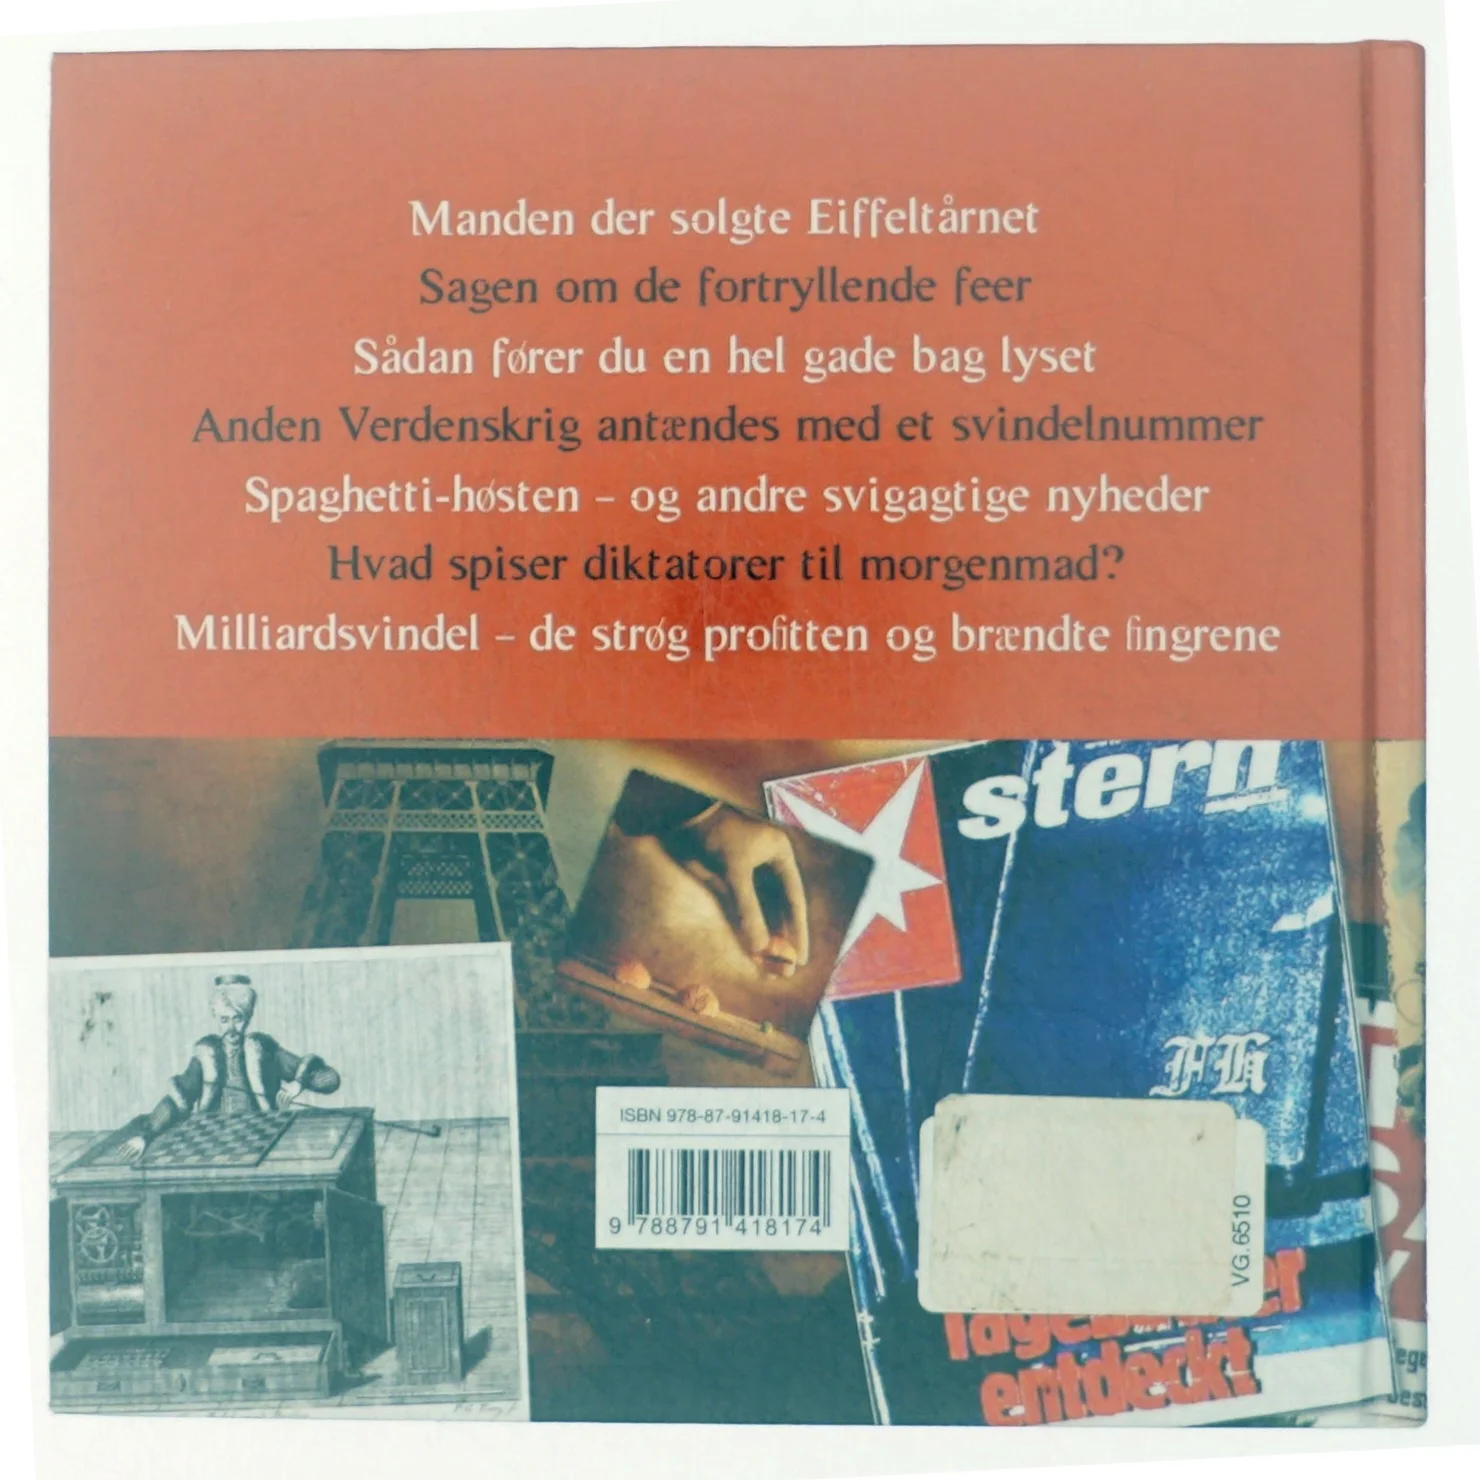 Manden der solgte Eiffeltårnet
Sagen om de fortryllende feer
Sådan fører du en hel gade bag lyset
Anden Verdenskrig antændes med et svindelnummer
Spaghetti-høsten – og andre svigagtige nyheder
Hvad spiser diktatorer til morgenmad?
Milliardsvindel – de strøg profitten og brændte fingrene
stern
FH
ISBN 978-87-91418-17-4
9 788791 418174
VG.6510
entdeckt